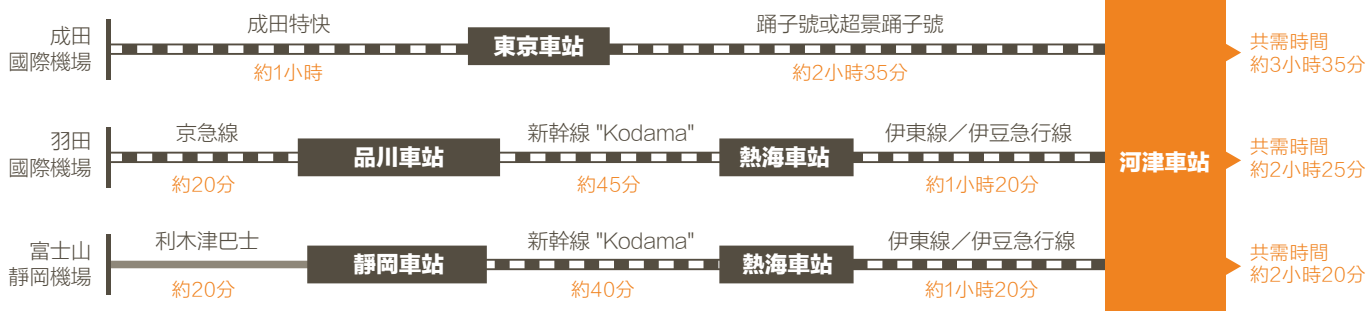 成田
國際機場
成田特快
約1小時
東京車站
踊子號或超景踊子號
約2小時35分
共需時間
約3小時35分
羽田
國際機場
京急線
約20分
品川車站
新幹線 "Kodama"
約45分
熱海車站
伊東線／伊豆急行線
約1小時20分
河津車站
共需時間
約2小時25分
富士山
靜岡機場
利木津巴士
約20分
靜岡車站
新幹線 "Kodama"
約40分
熱海車站
伊東線／伊豆急行線
約1小時20分
共需時間
約2小時20分